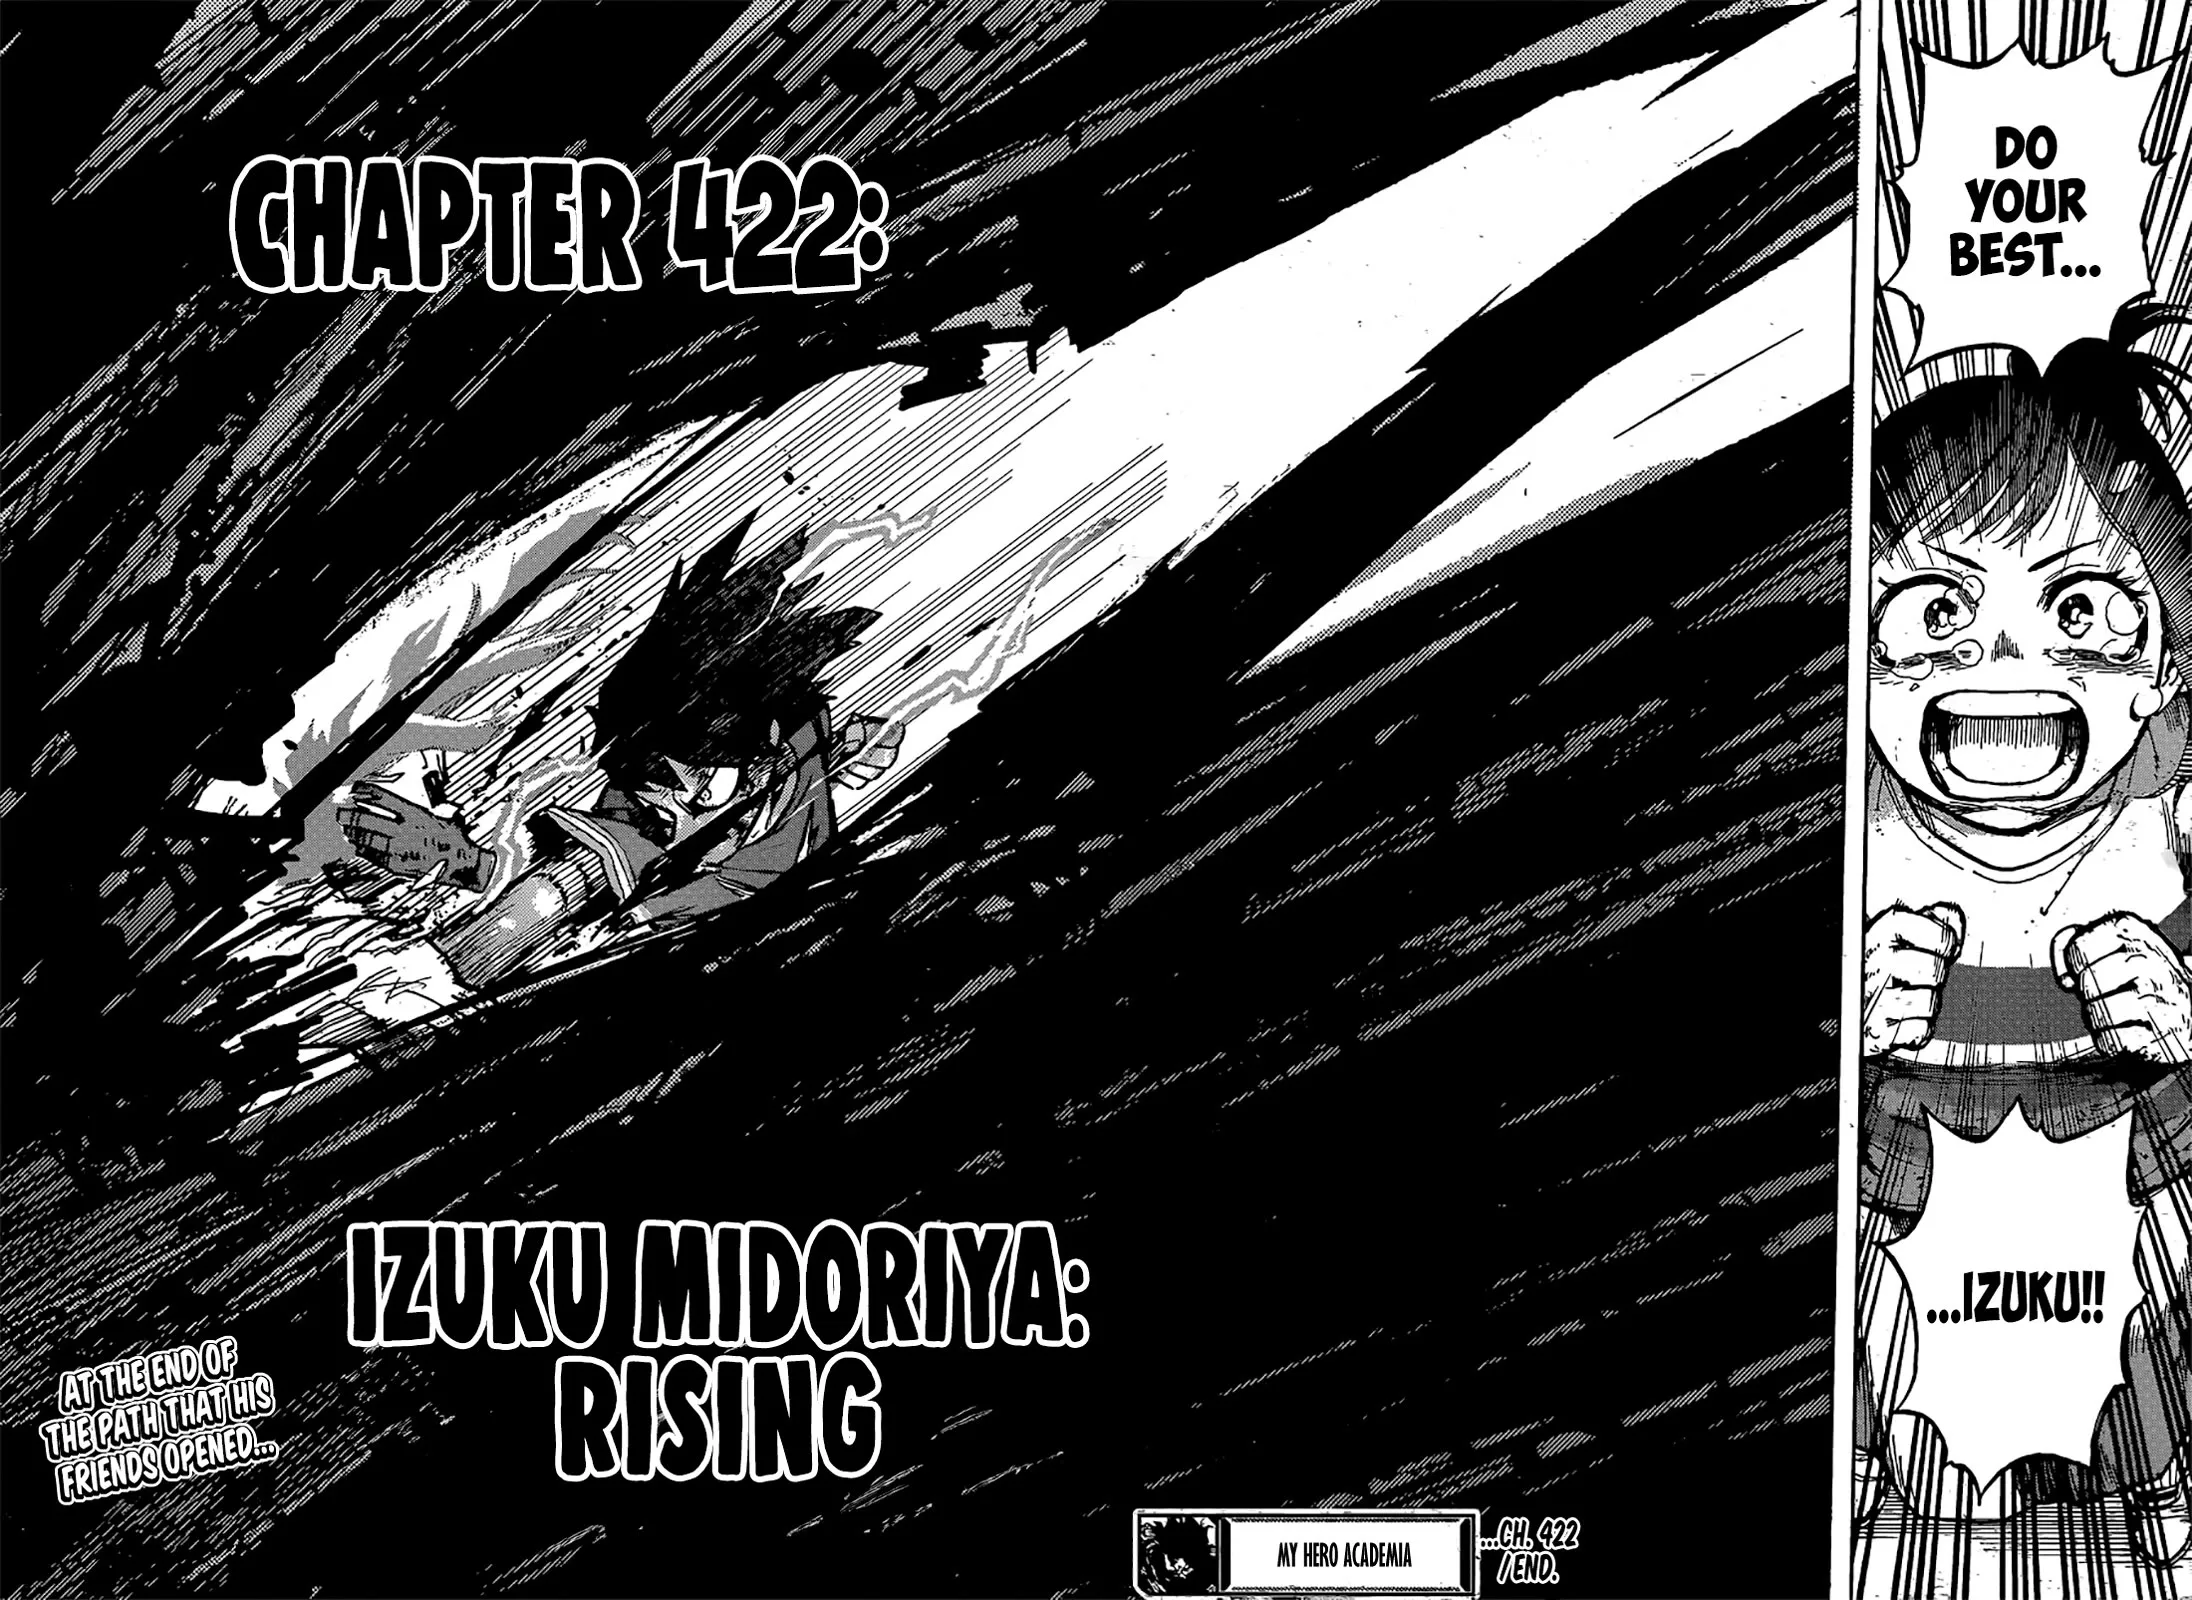 DO
YOUR
BEST...
...IZUKU!!
CHAPTER 422:
IZUKU MIDORIYA:
RISING
AT THE END OF
THE PATH THAT HIS
FRIENDS OPENED...
MY HERO ACADEMIA
...CH. 422
/END.